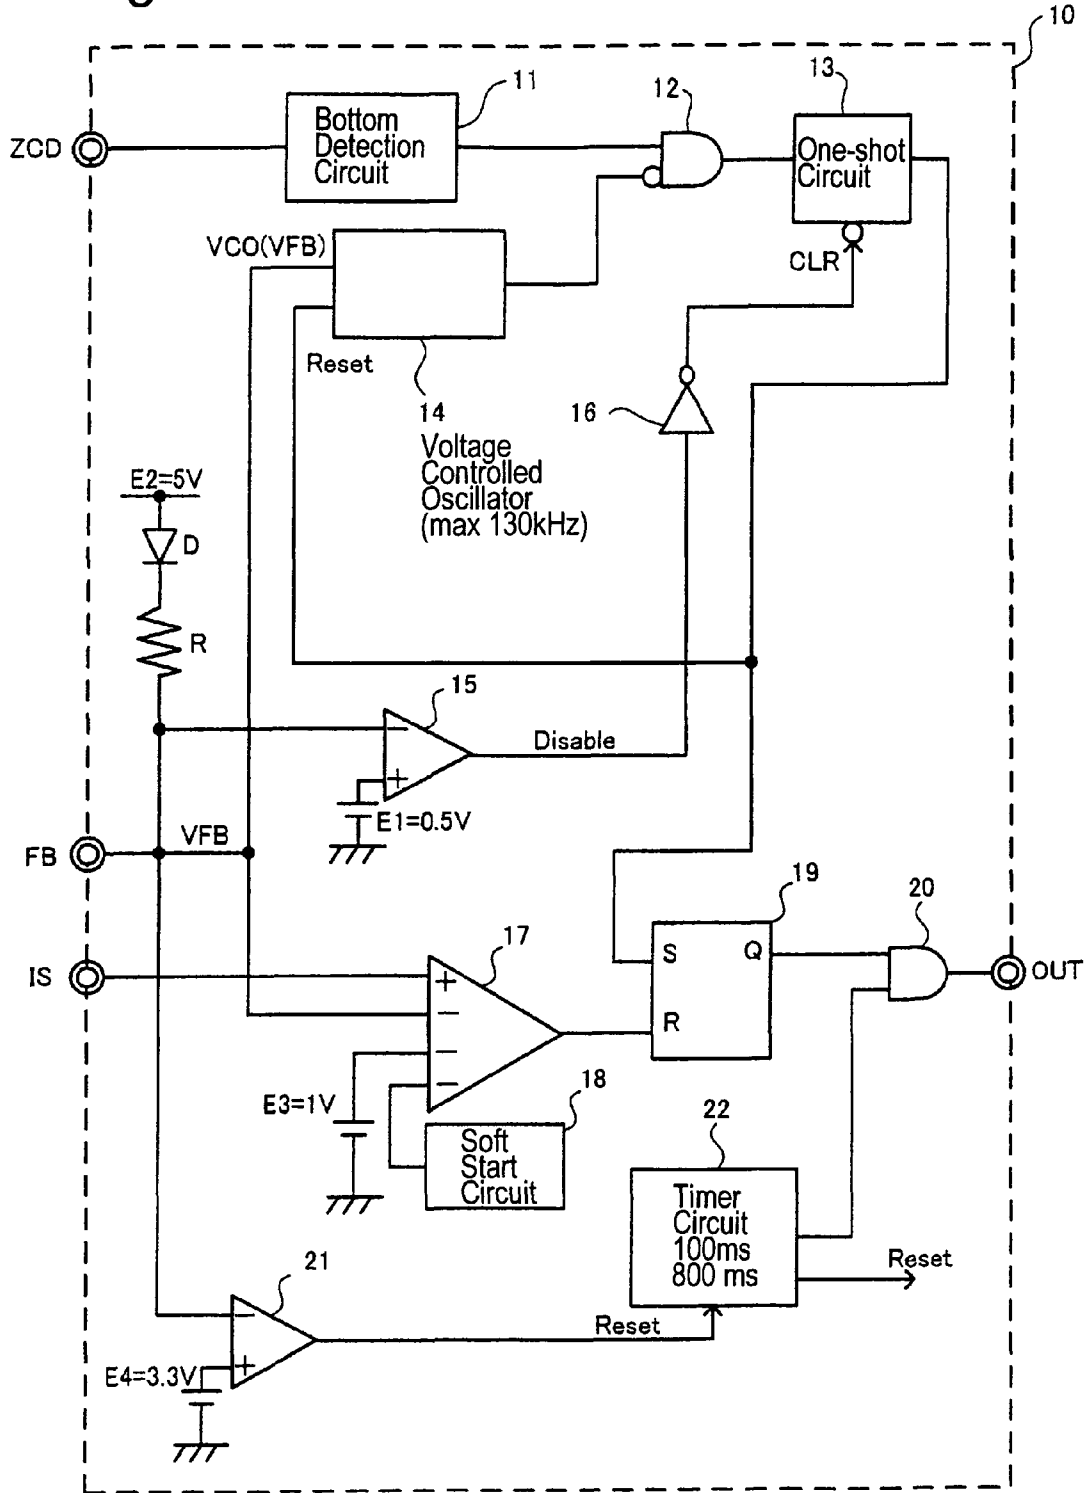 10
11
13
12
ZCD
Bottom
Detection
Circuit
One-shot
Circuit
VCO(VFB)
CLR
Reset
14
16
Voltage
Controlled
Oscillator
(max 130kHz)
E2=5V
D
R
15
−
Disable
+
E1=0.5V
FB
VFB
19
20
17
IS
S
Q
OUT
+
−
R
−
−
E3=1V
18
22
Soft
Start
Circuit
Timer
Circuit
100ms
800 ms
Reset
21
−
Reset
+
E4=3.3V